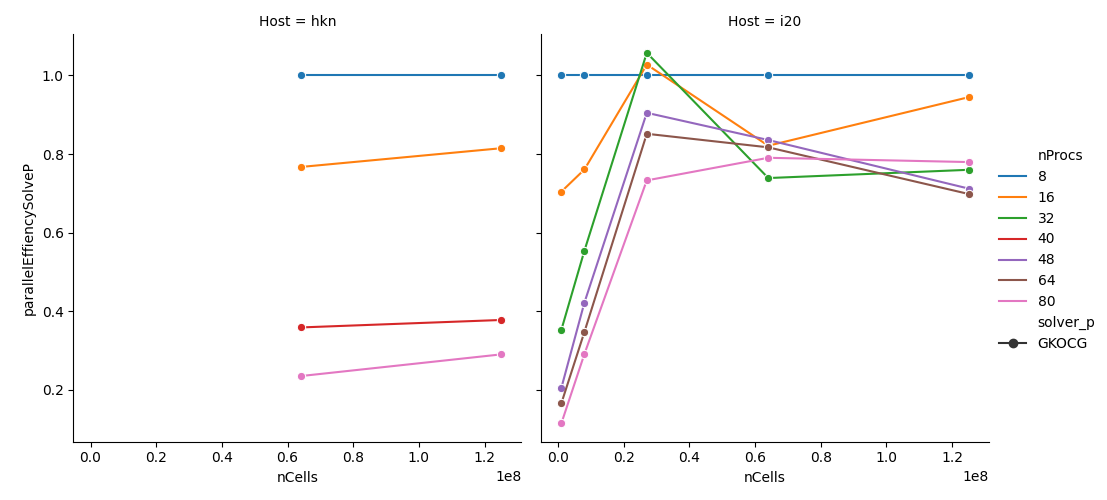 Host = hkn
Host = i20
parallelEffiencySolveP
1.0
0.8
0.6
0.4
0.2
0.0 0.2 0.4 0.6 0.8 1.0 1.2
1e8
nCells
0.0 0.2 0.4 0.6 0.8 1.0 1.2
1e8
nCells
nProcs
8
16
32
40
48
64
80
solver_p
GKOCG